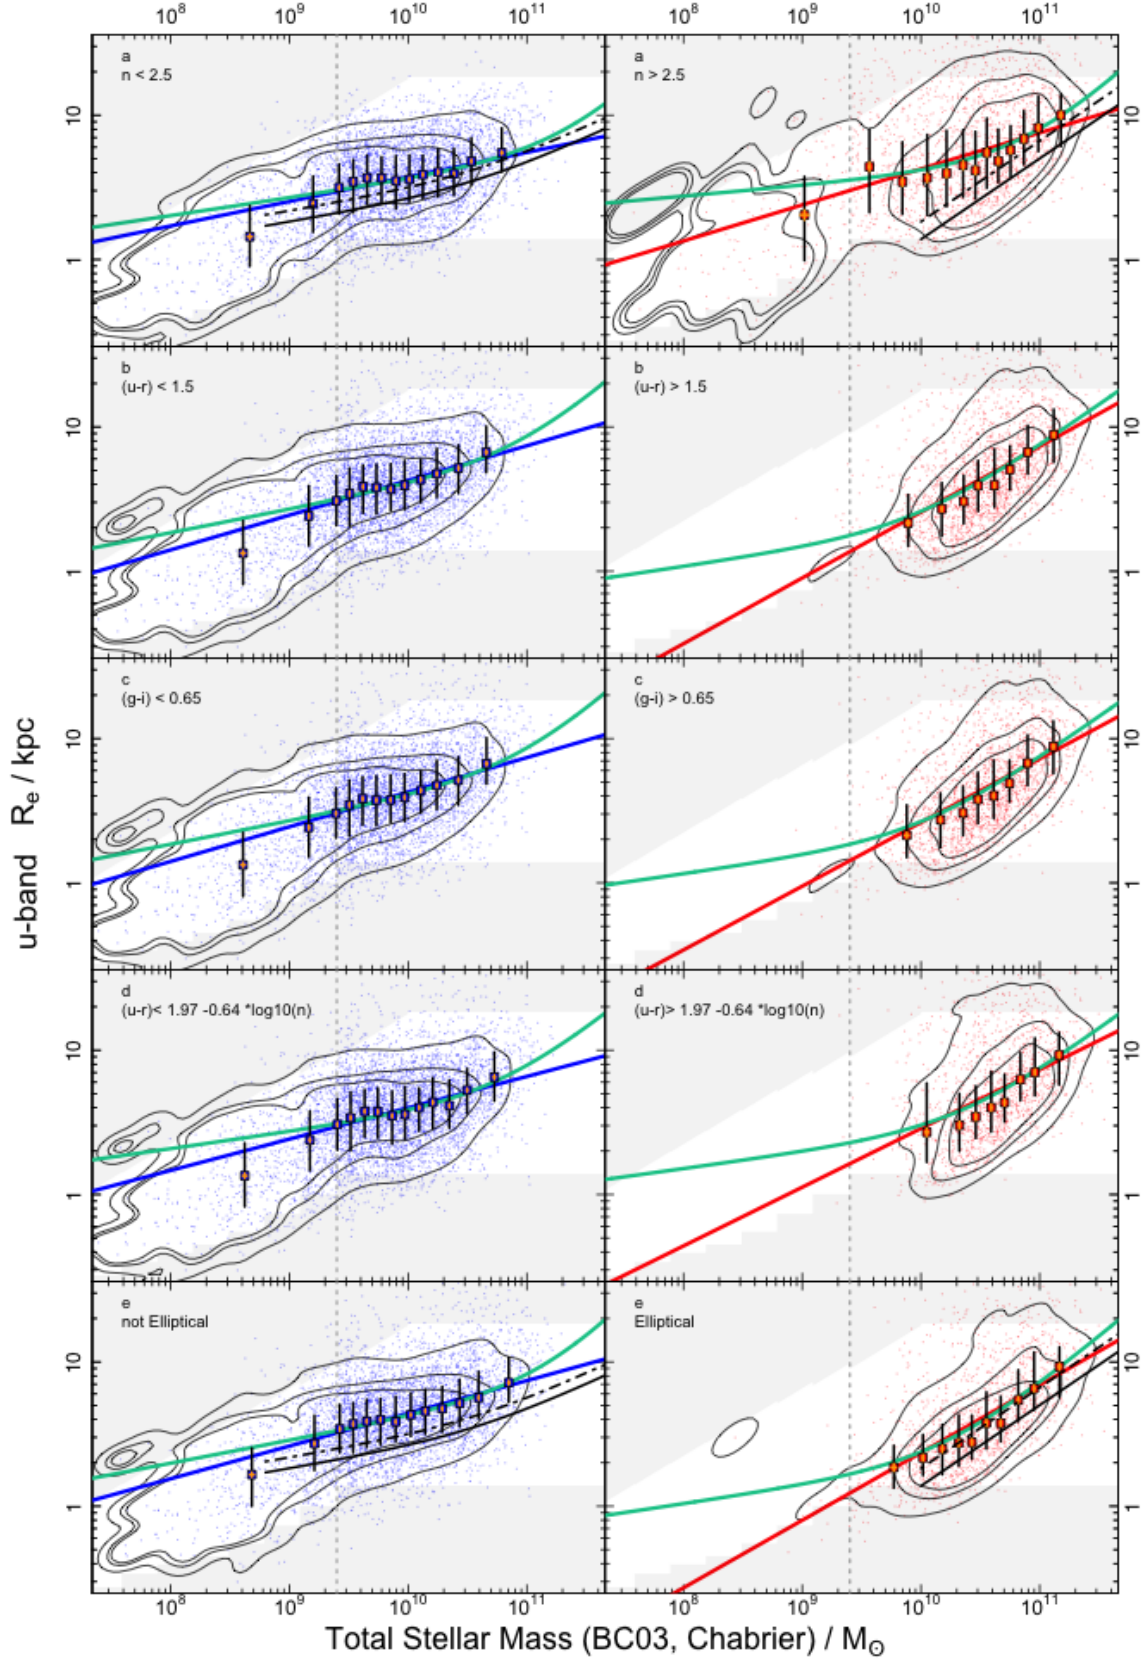 10⁸ 10⁹ 10¹⁰ 10¹¹ 10⁸ 10⁹ 10¹⁰ 10¹¹
a
n < 2.5
a
n > 2.5
10
1
10
1
b
(u-r) < 1.5
b
(u-r) > 1.5
10
1
10
1
c
(g-i) < 0.65
c
(g-i) > 0.65
10
1
10
1
d
(u-r)< 1.97 -0.64 *log10(n)
d
(u-r)> 1.97 -0.64 *log10(n)
10
1
10
1
e
not Elliptical
e
Elliptical
10
1
10
1
u-band Rₑ / kpc
10⁸ 10⁹ 10¹⁰ 10¹¹ 10⁸ 10⁹ 10¹⁰ 10¹¹
Total Stellar Mass (BC03, Chabrier) / M⊙